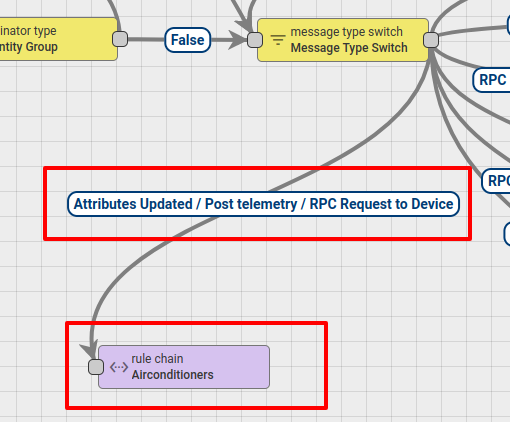 inator type
ntity Group
False
message type switch
Message Type Switch
RPC
Attributes Updated / Post telemetry / RPC Request to Device
RPC
rule chain
Airconditioners